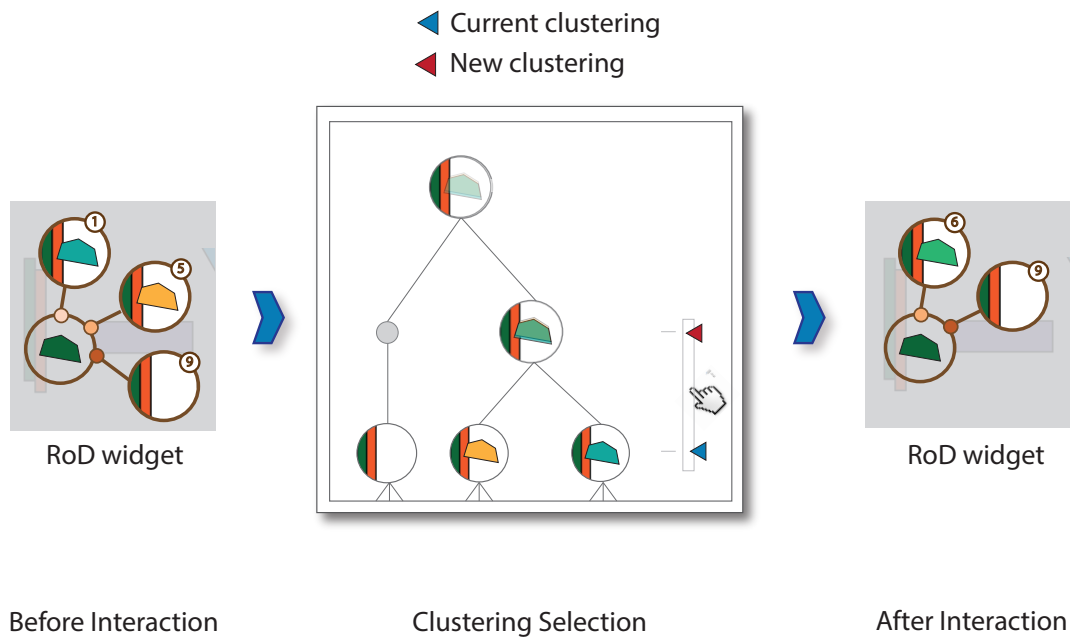 Current clustering
New clustering
1
5
9
RoD widget
6
9
RoD widget
Before Interaction
Clustering Selection
After Interaction